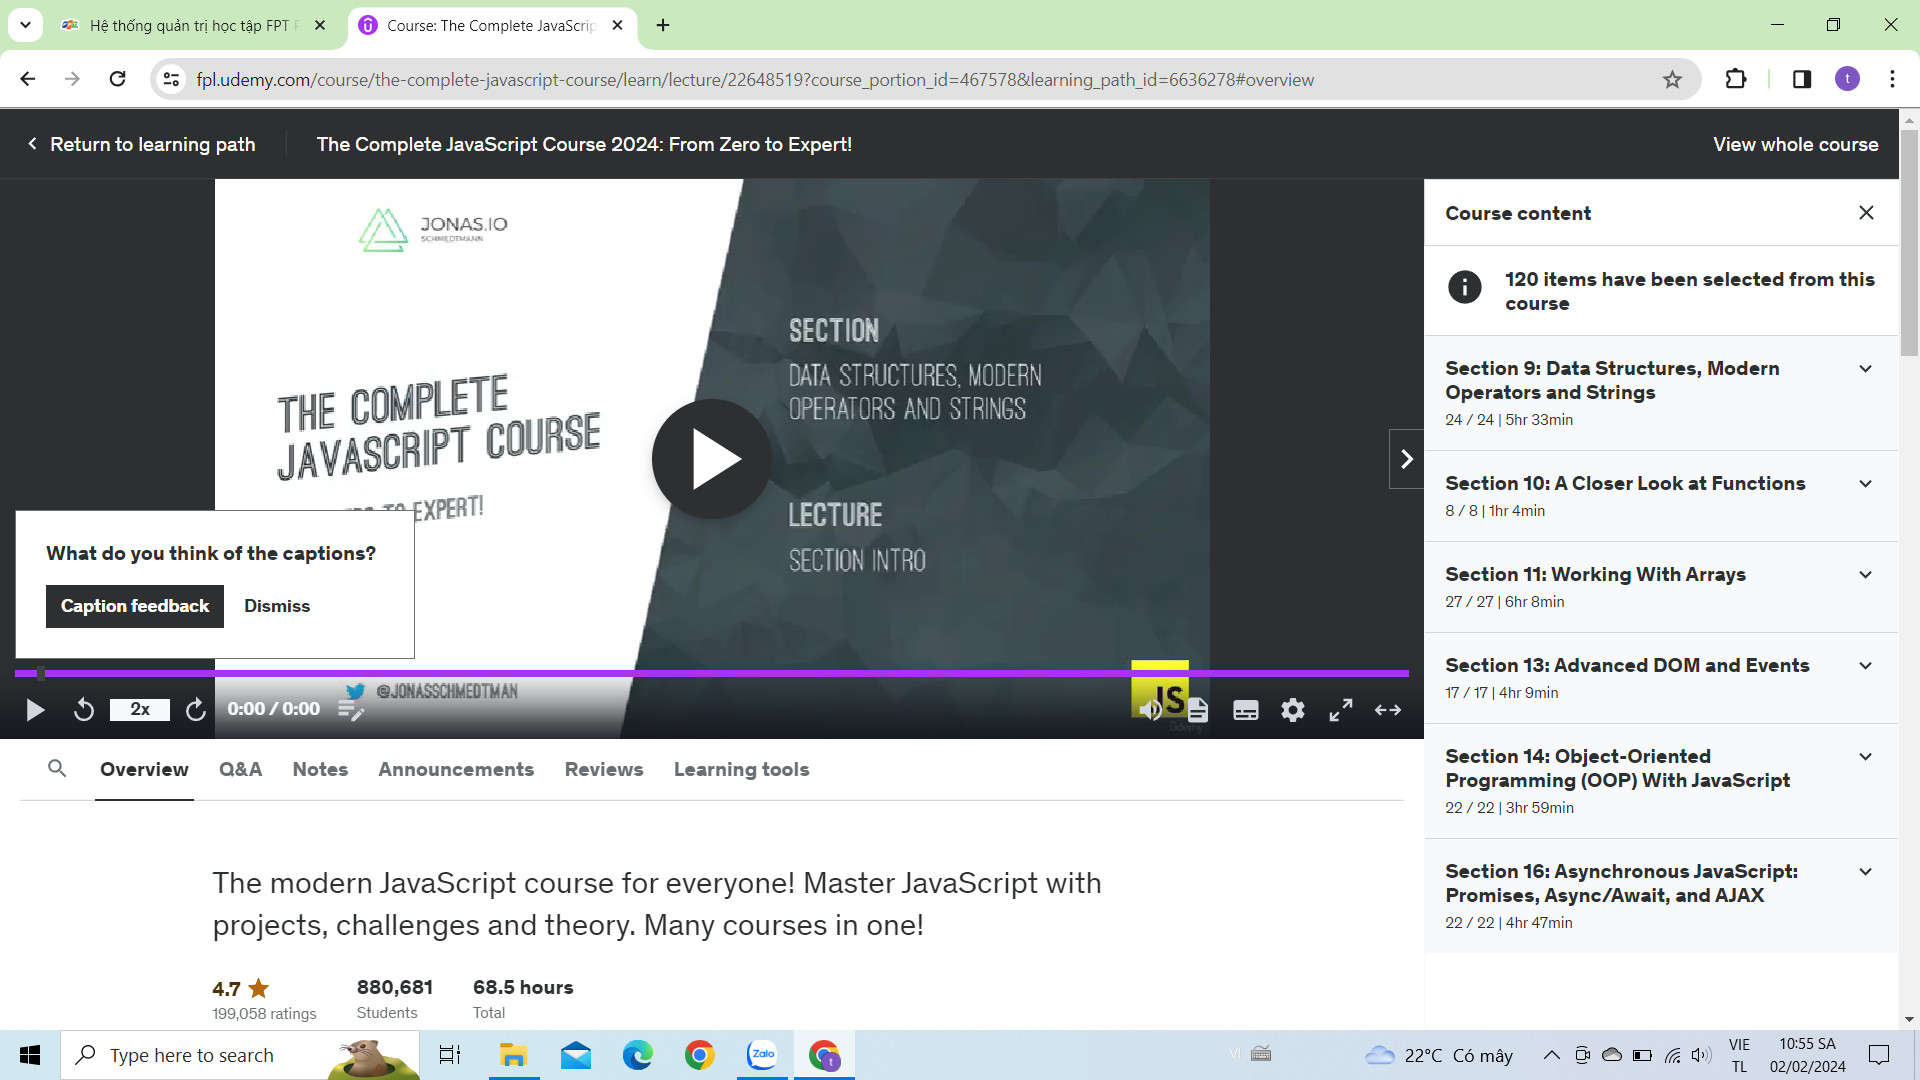 Hệ thống quản trị học tập FPT
Course: The Complete JavaScrip
fpl.udemy.com/course/the-complete-javascript-course/learn/lecture/22648519?course_portion_id=467578&learning_path_id=6636278#overview
t
Return to learning path
The Complete JavaScript Course 2024: From Zero to Expert!
View whole course
JONAS.IO
SCHMEDTMANN
THE COMPLETE
JAVASCRIPT COURSE
TO EXPERT!
SECTION
DATA STRUCTURES, MODERN
OPERATORS AND STRINGS
LECTURE
SECTION INTRO
What do you think of the captions?
Caption feedback
Dismiss
@JONASSCHMEDTMAN
JS
Udemy
2x
0:00 / 0:00
Course content
120 items have been selected from this
course
Section 9: Data Structures, Modern
Operators and Strings
24 / 24 | 5hr 33min
Section 10: A Closer Look at Functions
8 / 8 | 1hr 4min
Section 11: Working With Arrays
27 / 27 | 6hr 8min
Section 13: Advanced DOM and Events
17 / 17 | 4hr 9min
Section 14: Object-Oriented
Programming (OOP) With JavaScript
22 / 22 | 3hr 59min
Section 16: Asynchronous JavaScript:
Promises, Async/Await, and AJAX
22 / 22 | 4hr 47min
Overview
Q&A
Notes
Announcements
Reviews
Learning tools
The modern JavaScript course for everyone! Master JavaScript with
projects, challenges and theory. Many courses in one!
4.7
199,058 ratings
880,681
Students
68.5 hours
Total
Type here to search
Zalo
t
VI
22°C Có mây
VIE
TL
10:55 SA
02/02/2024